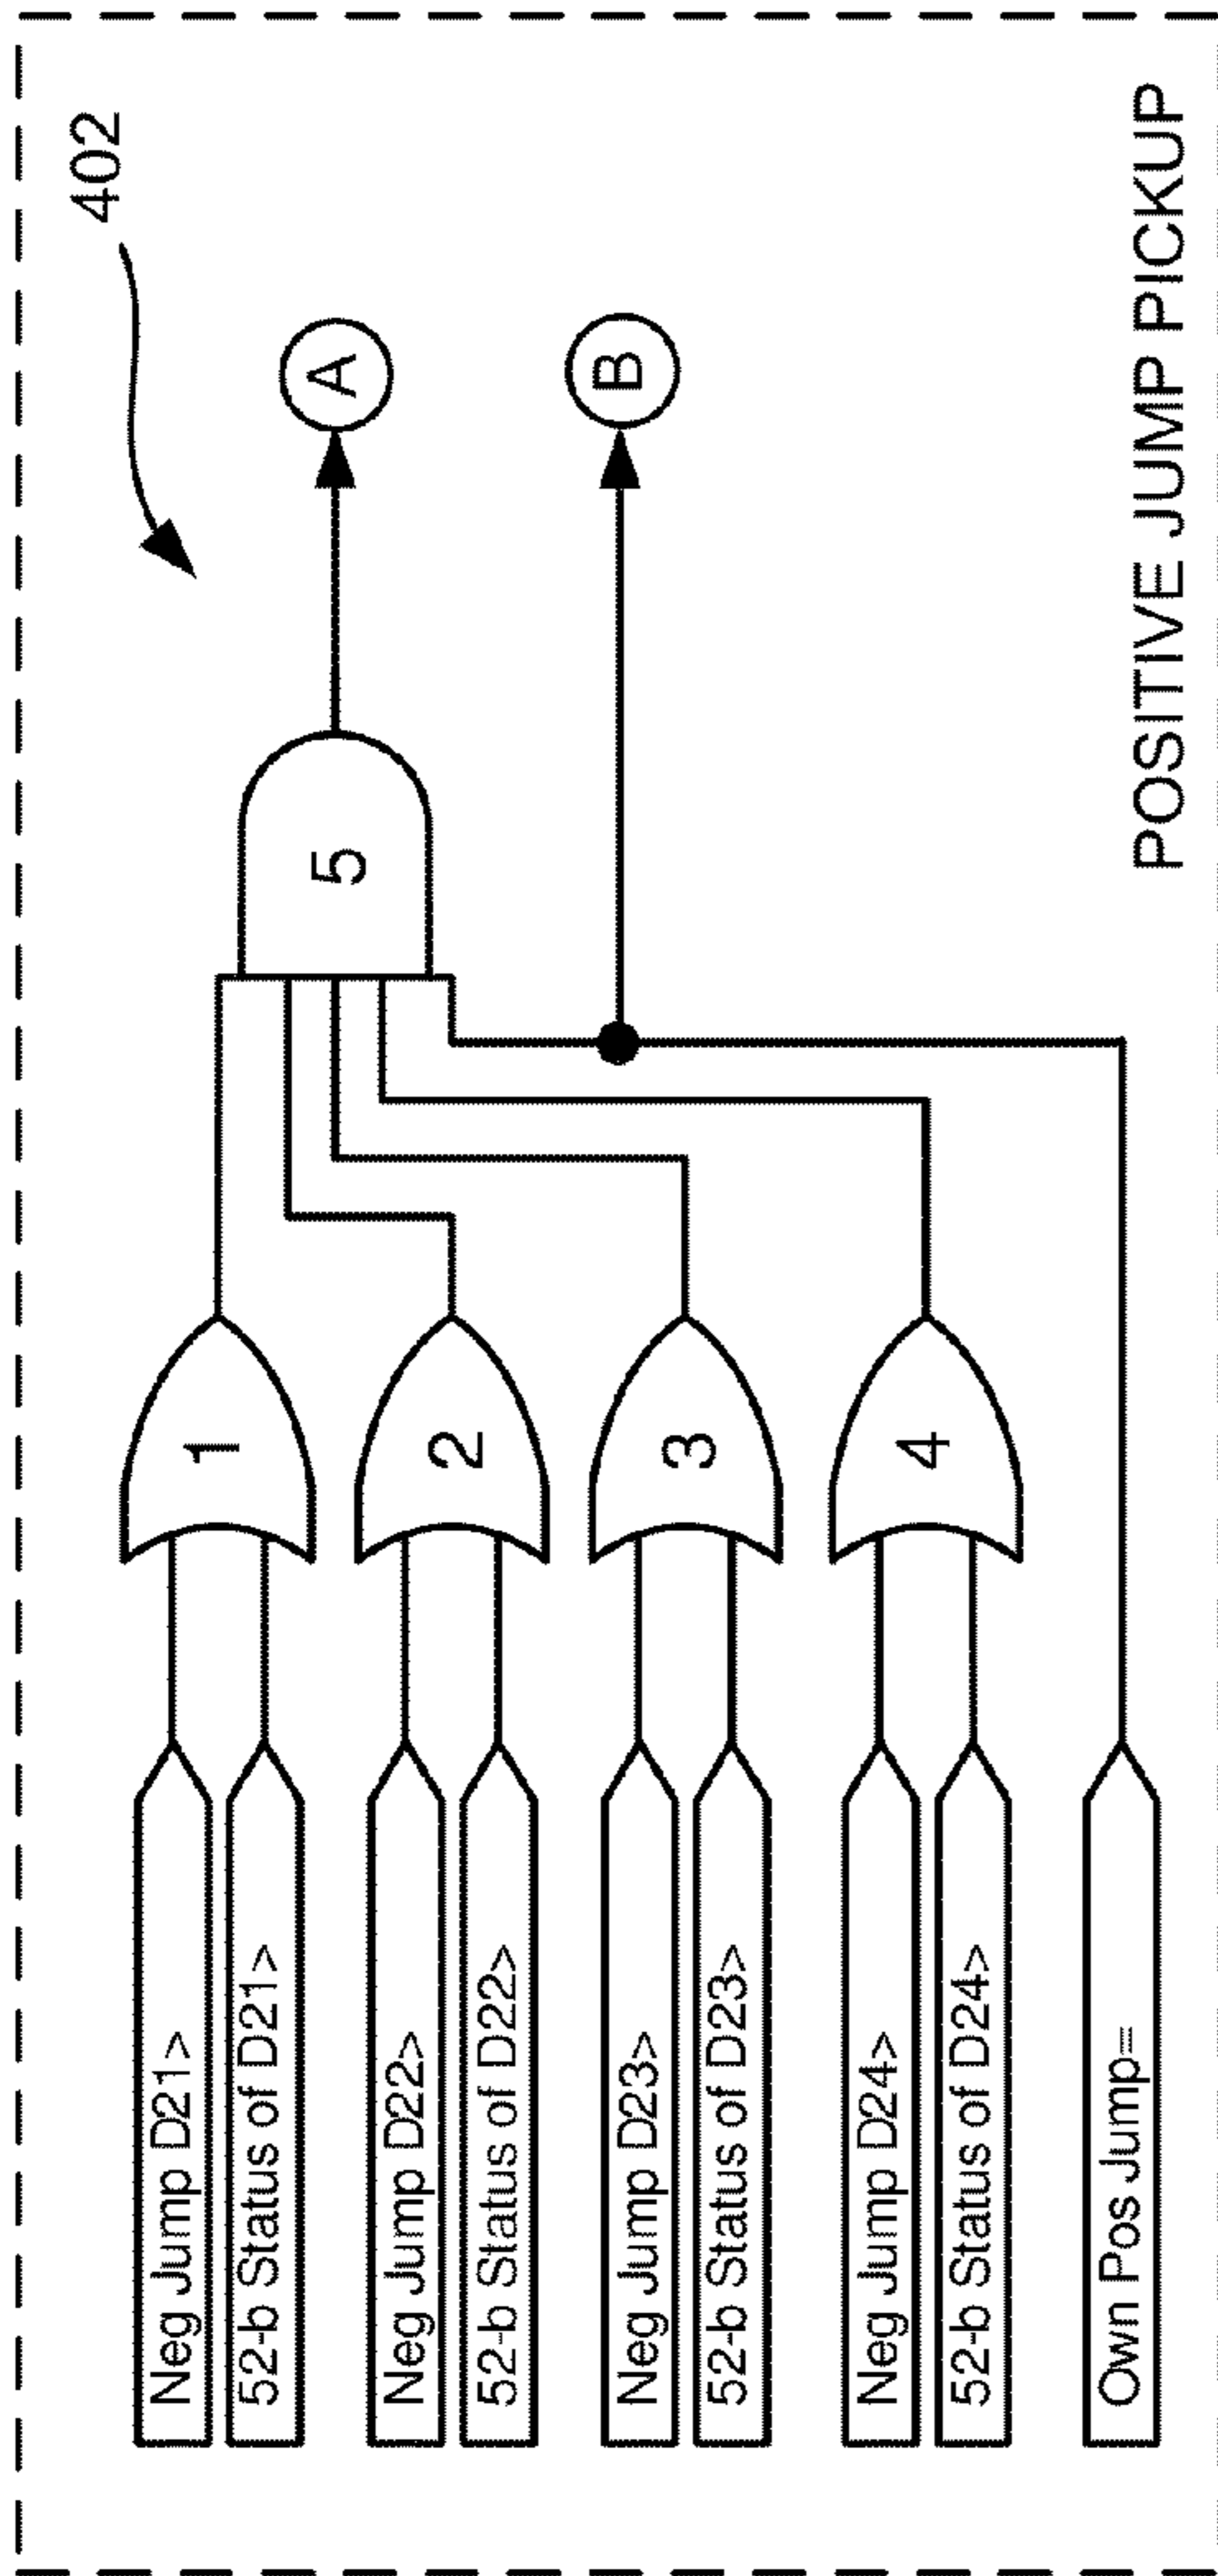 402
Neg Jump D21>
52-b Status of D21>
1
Neg Jump D22>
52-b Status of D22>
2
Neg Jump D23>
52-b Status of D23>
3
Neg Jump D24>
52-b Status of D24>
4
Own Pos Jump=
5
A
B
POSITIVE JUMP PICKUP